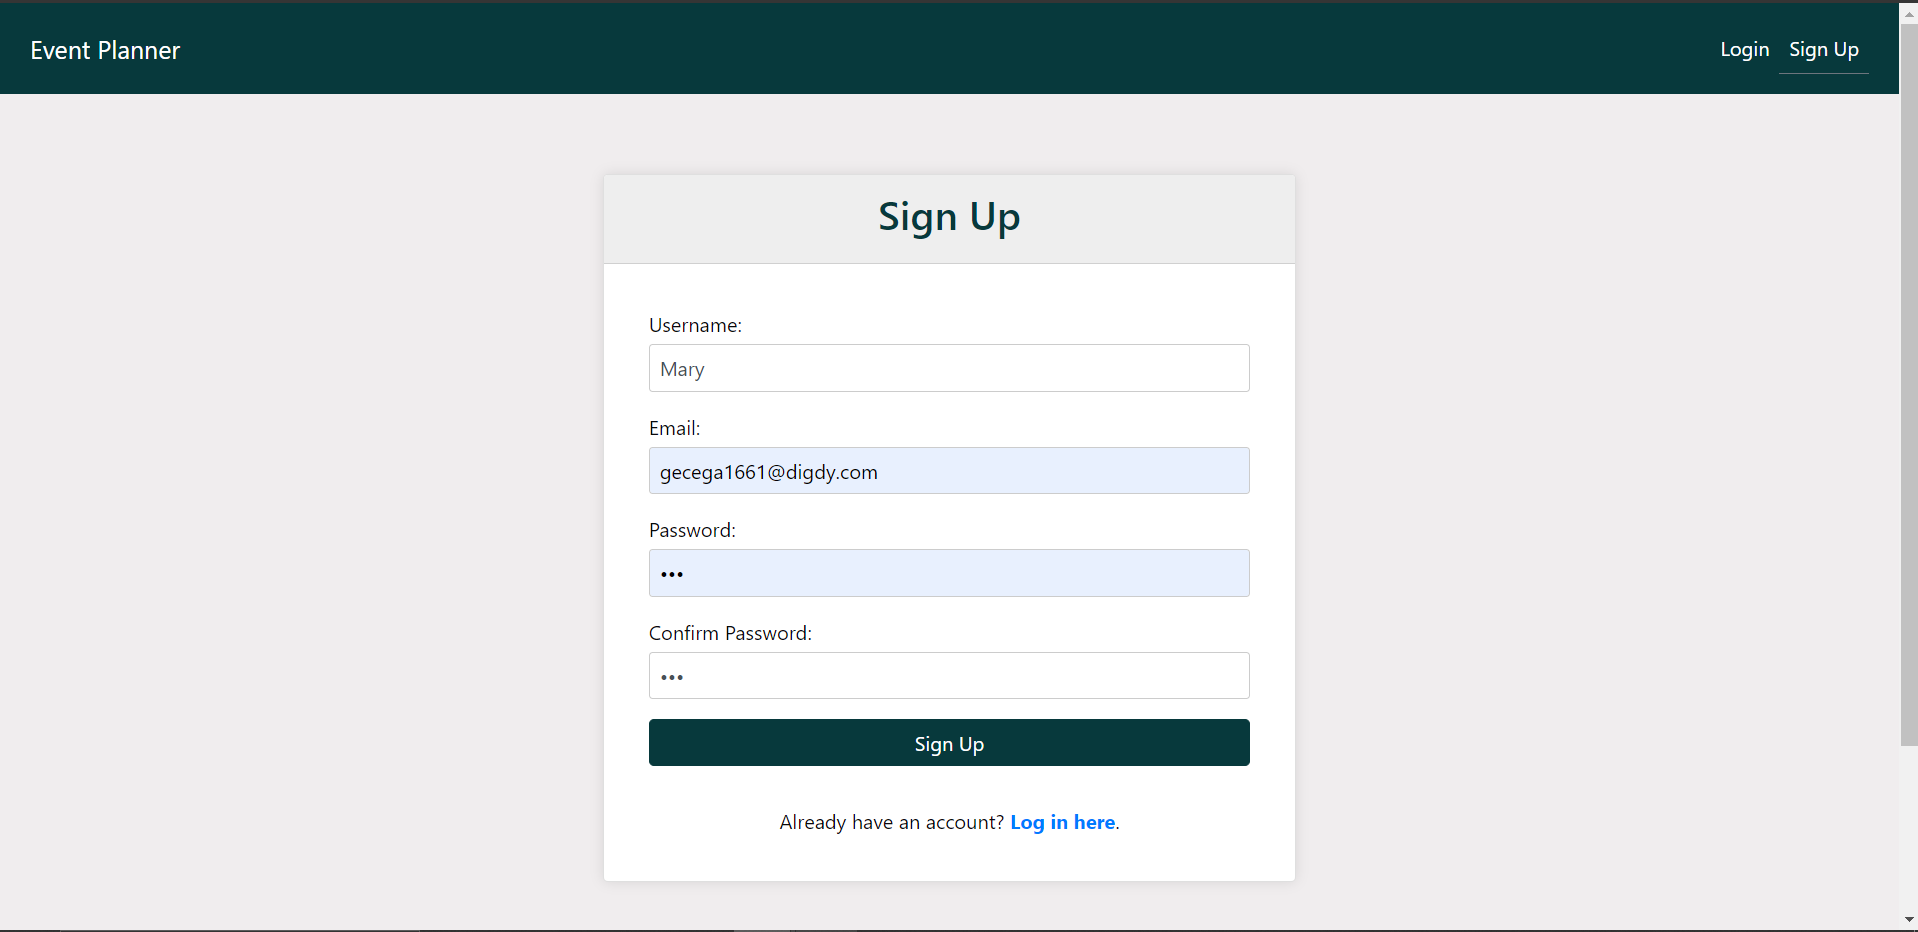 Event Planner
Login Sign Up
Sign Up
Username:
Mary
Email:
gecega1661@digdy.com
Password:
•••
Confirm Password:
•••
Sign Up
Already have an account? Log in here.